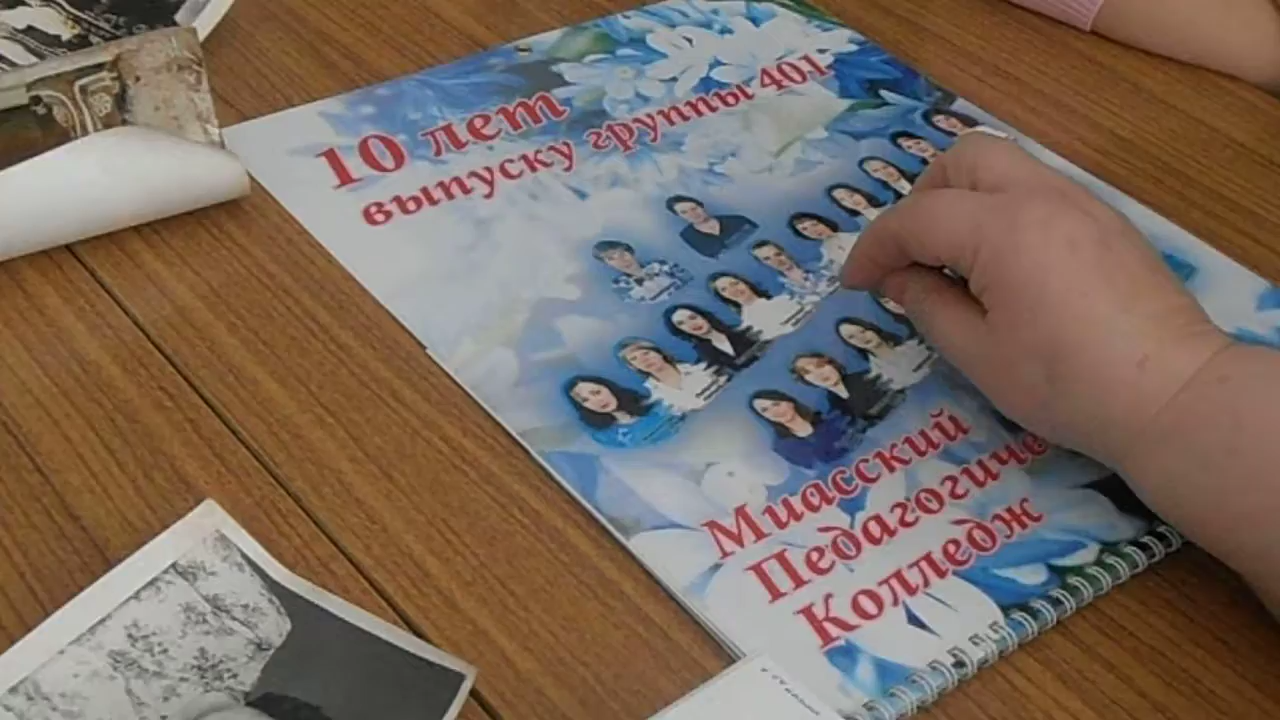 10 лет
выпуску группы 401
Миасский
Педагогиче
Колледж